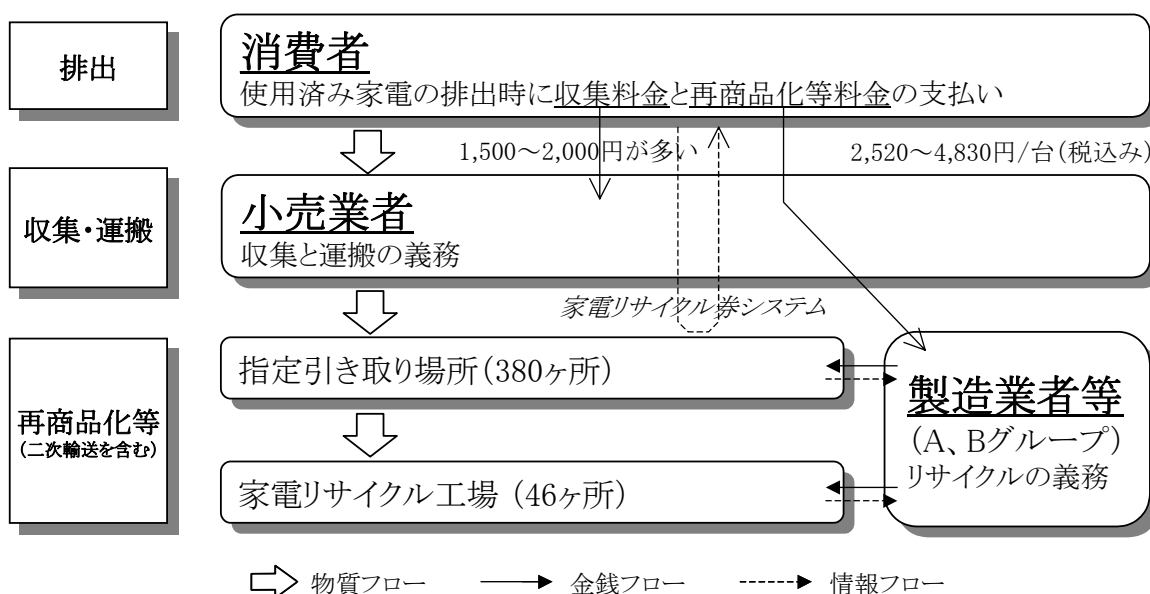 排出
消費者
使用済み家電の排出時に収集料金と再商品化等料金の支払い
1,500～2,000円が多い
2,520～4,830円/台(税込み)
収集・運搬
小売業者
収集と運搬の義務
家電リサイクル券システム
再商品化等
(二次輸送を含む)
指定引き取り場所(380ヶ所)
家電リサイクル工場 (46ヶ所)
製造業者等
(A、Bグループ)
リサイクルの義務
物質フロー
金銭フロー
情報フロー